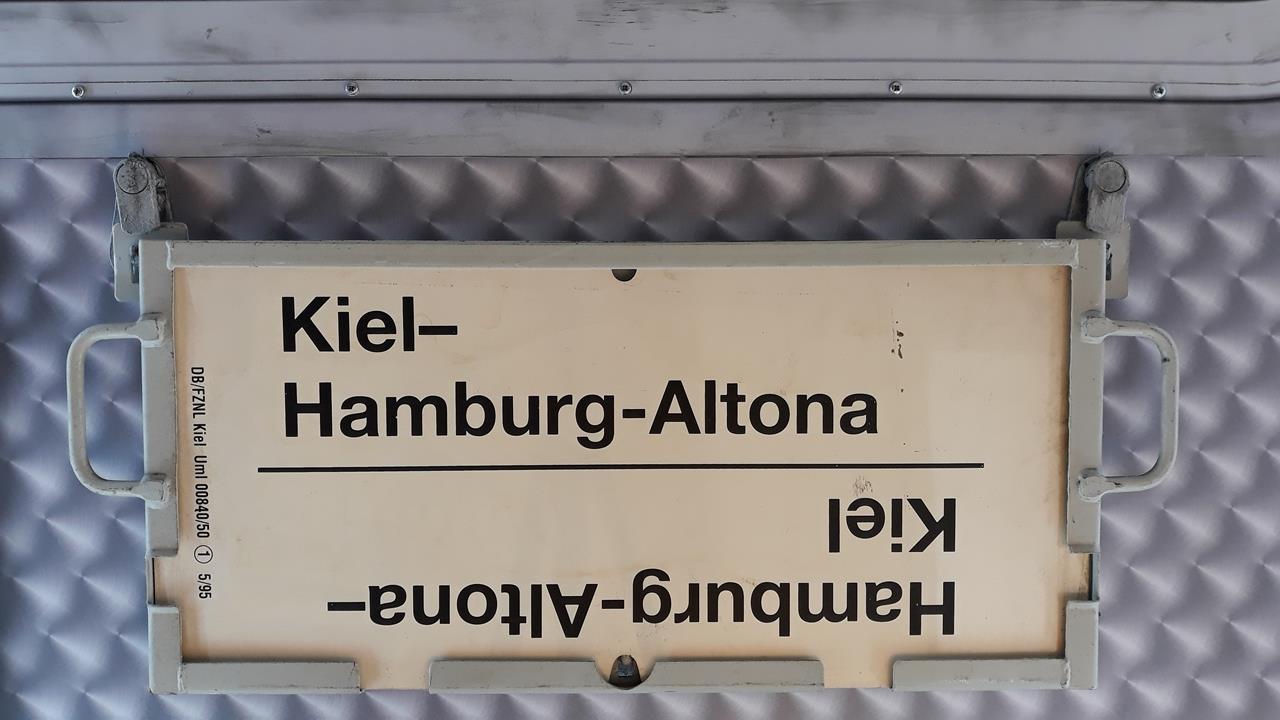 Kiel–
Hamburg-Altona
Hamburg-Altona–
Kiel
DB/FZNL Kiel Uml 00840/50 ① 5/95